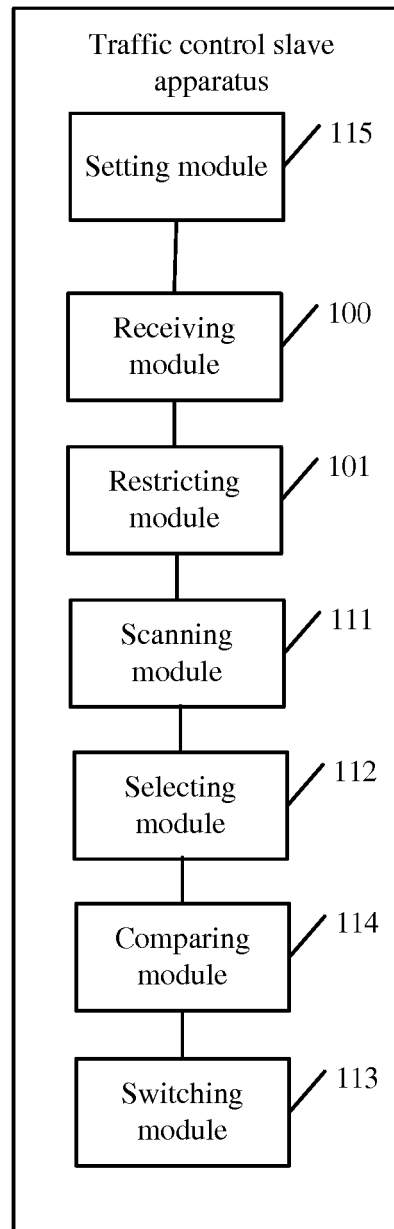 Traffic control slave
apparatus
115
Setting module
100
Receiving
module
101
Restricting
module
111
Scanning
module
112
Selecting
module
114
Comparing
module
113
Switching
module